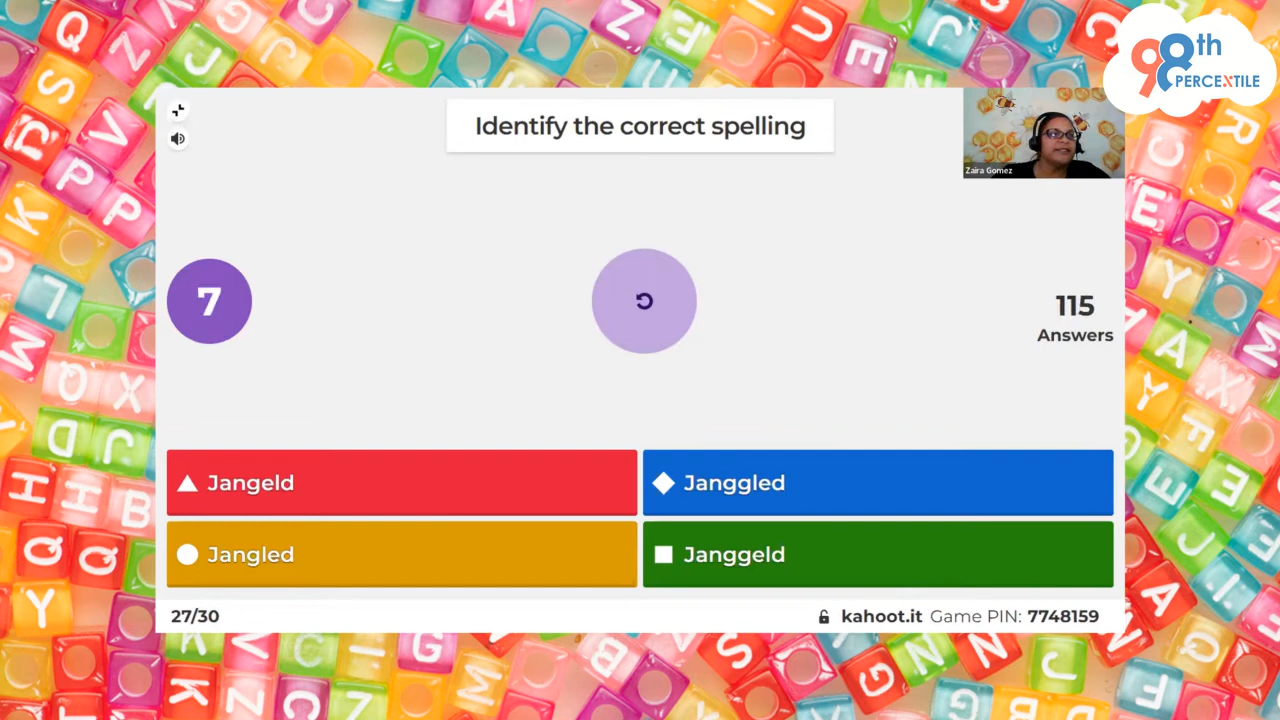 98th
PERCEXTILE
Identify the correct spelling
Zaira Gomez
7
115
Answers
Jangeld
Janggled
Jangled
Janggeld
27/30
kahoot.it Game PIN: 7748159